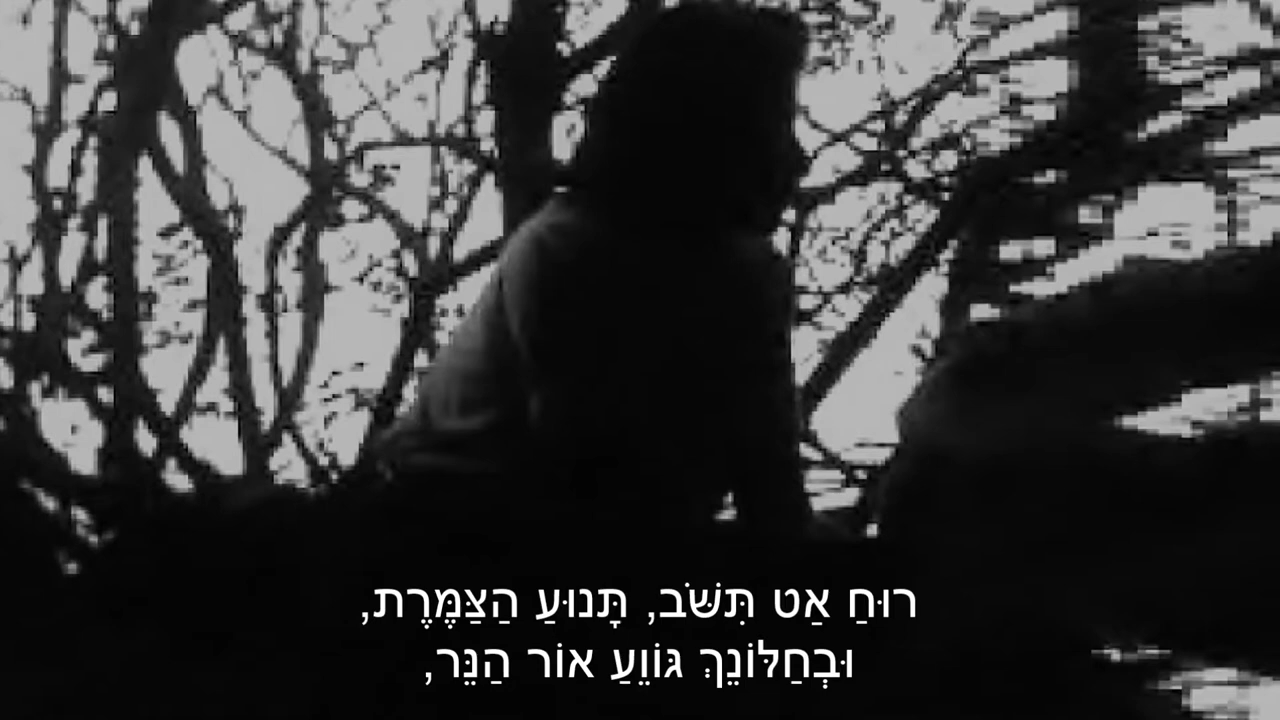 רוּחַ אַט תִּשֹּׁב, תָּנוּעַ הַצַּמֶּרֶת,
וּבְחַלּוֹנֵךְ גּוֹוֵעַ אוֹר הַנֵּר,